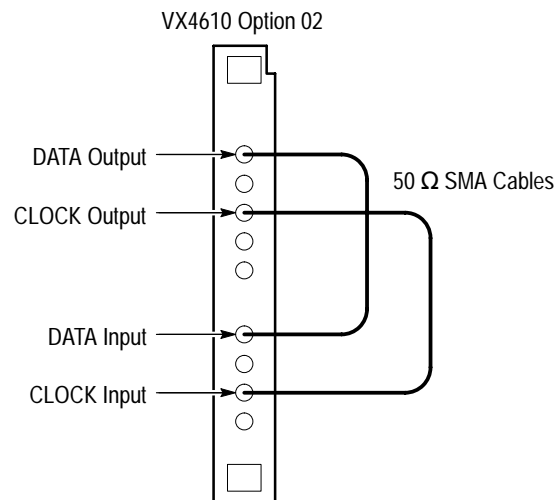 VX4610 Option 02
DATA Output
50 Ω SMA Cables
CLOCK Output
DATA Input
CLOCK Input